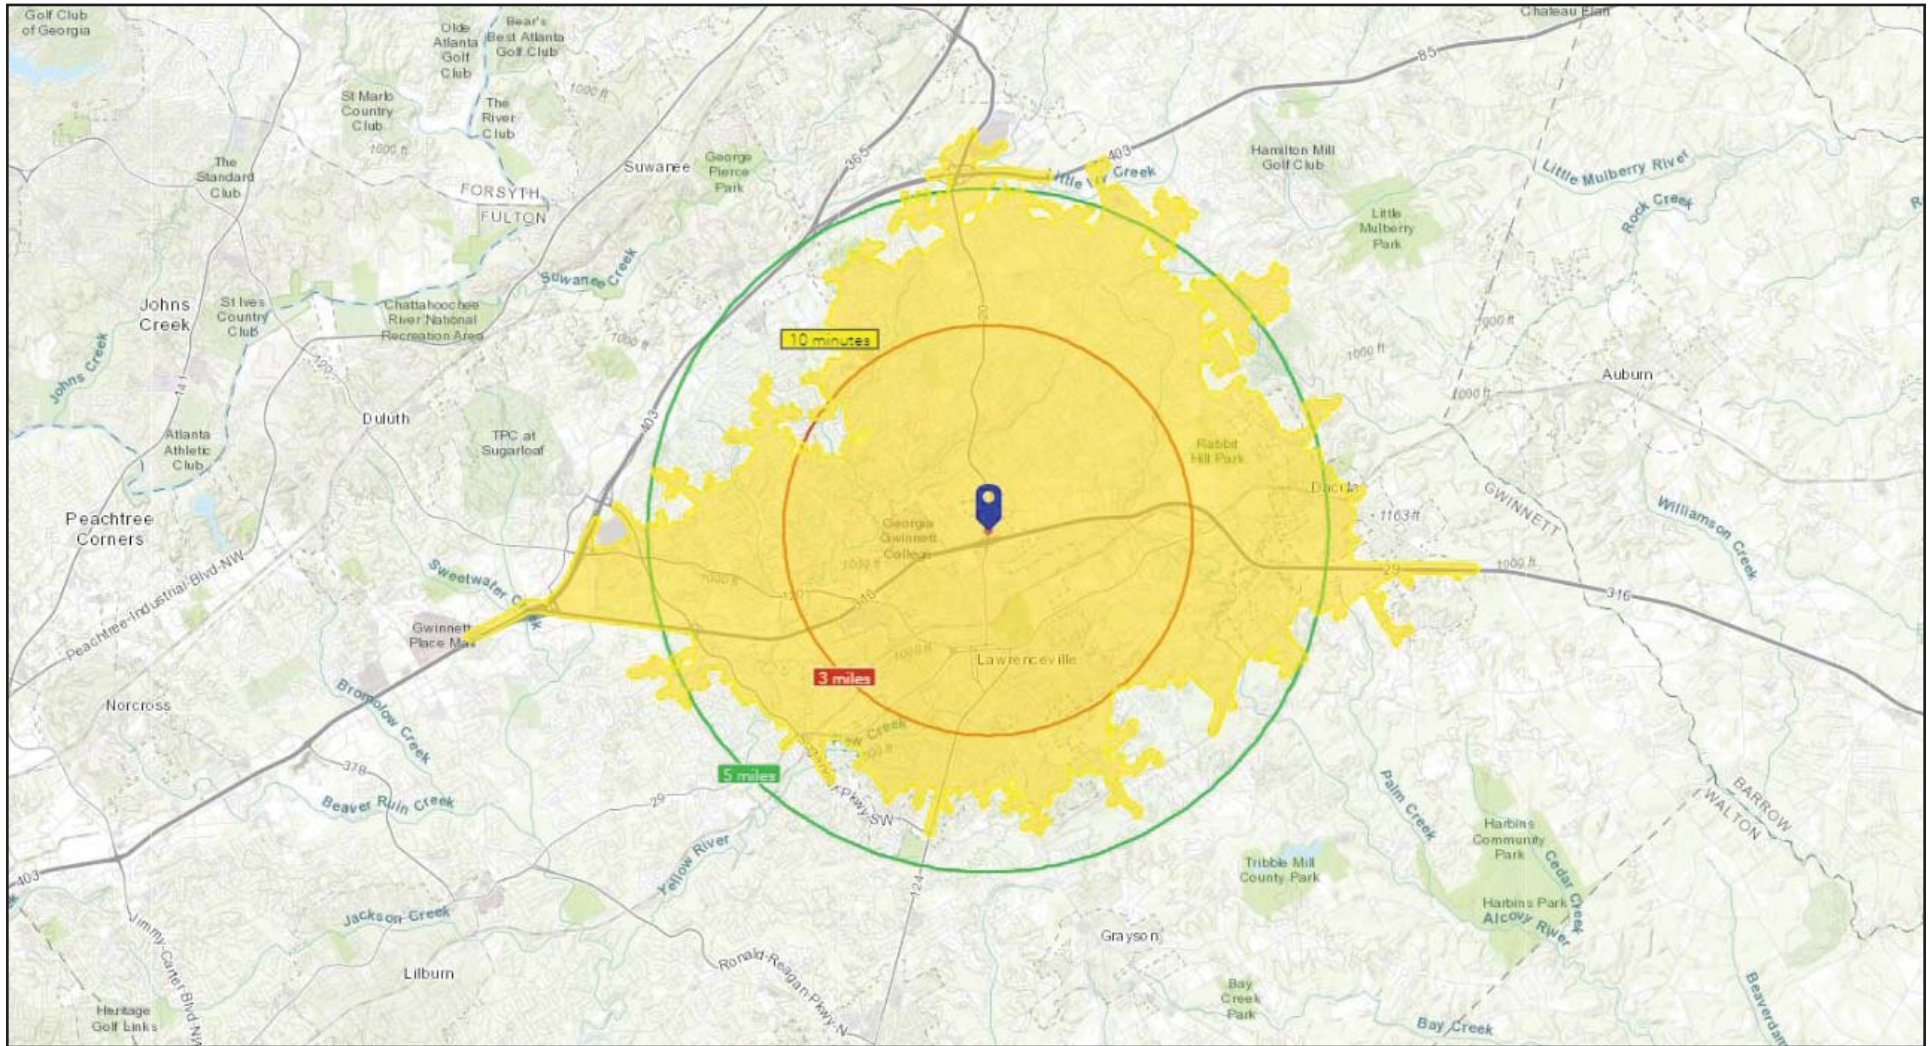 Golf Club
of Georgia
Olde
Atlanta
Golf
Club
Bear's
Best Atlanta
Golf Club
Chateau Elan
85
1000 ft
St Marlo
Country
Club
The
River
Club
1000 ft
The
Standard
Club
Suwanee
George
Pierce
Park
365
403
Hamilton Mill
Golf Club
Little Mulberry River
Rock Creek
FORSYTH
FULTON
Little
Mulberry
Park
Suwanee Creek
Johns
Creek
St Ives
Country
Club
Chattahoochee
River National
Recreation Area
20
900 ft
10 minutes
1000 ft
1000 ft
Johns Creek
120
141
Auburn
1000 ft
Duluth
403
TPC at
Sugarloaf
Atlanta
Athletic
Club
Rabbit
Hill Park
Dacula
GWINNETT
Williamson Creek
1163 ft
Peachtree
Corners
Georgia
Gwinnett
College
Peachtree-Industrial-Blvd-NW
Sweetwater
1000 ft
1000 ft
29
1000 ft
316
120
316
Gwinnett
Place Mall
1000 ft
Lawrenceville
3 miles
Bromolow Creek
Norcross
Creek
5 miles
378
Beaver Ruin Creek
29
Pkwy-SW
Palm Creek
BARROW
WALTON
Harbins
Community
Park
Cedar Creek
Yellow River
Tribble Mill
County Park
403
124
Harbins Park
Alcovy River
Jackson-Creek
Jimmy-Carter-Blvd-NW
Grayson
Lilburn
Ronald-Reagan-Pkwy-N
Bay
Creek
Park
Heritage
Golf Links
Bay Creek
Beaverdam